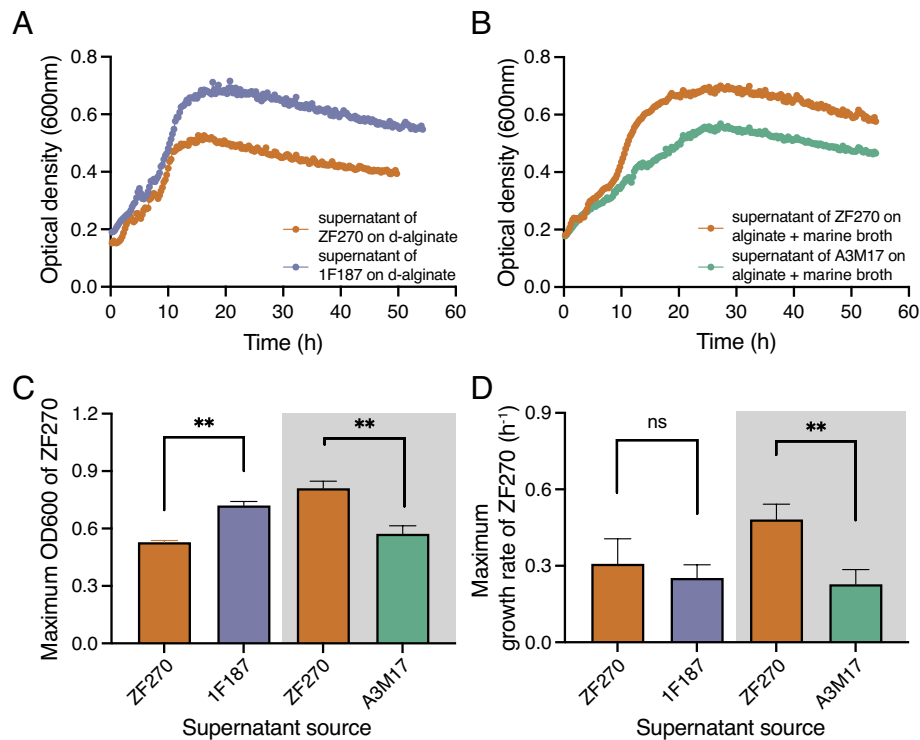 A
Optical density (600nm)
0.8
0.6
0.4
0.2
0.0
0 10 20 30 40 50 60
Time (h)
supernatant of
ZF270 on d-alginate
supernatant of
1F187 on d-alginate
B
Optical density (600nm)
0.8
0.6
0.4
0.2
0.0
0 10 20 30 40 50 60
Time (h)
supernatant of ZF270 on
alginate + marine broth
supernatant of A3M17 on
alginate + marine broth
C
Maximum OD600 of ZF270
1.2
0.9
0.6
0.3
0.0
** **
ZF270 1F187 ZF270 A3M17
Supernatant source
D
Maximum
growth rate of ZF270 (h⁻¹)
0.9
0.6
0.3
0.0
ns **
ZF270 1F187 ZF270 A3M17
Supernatant source